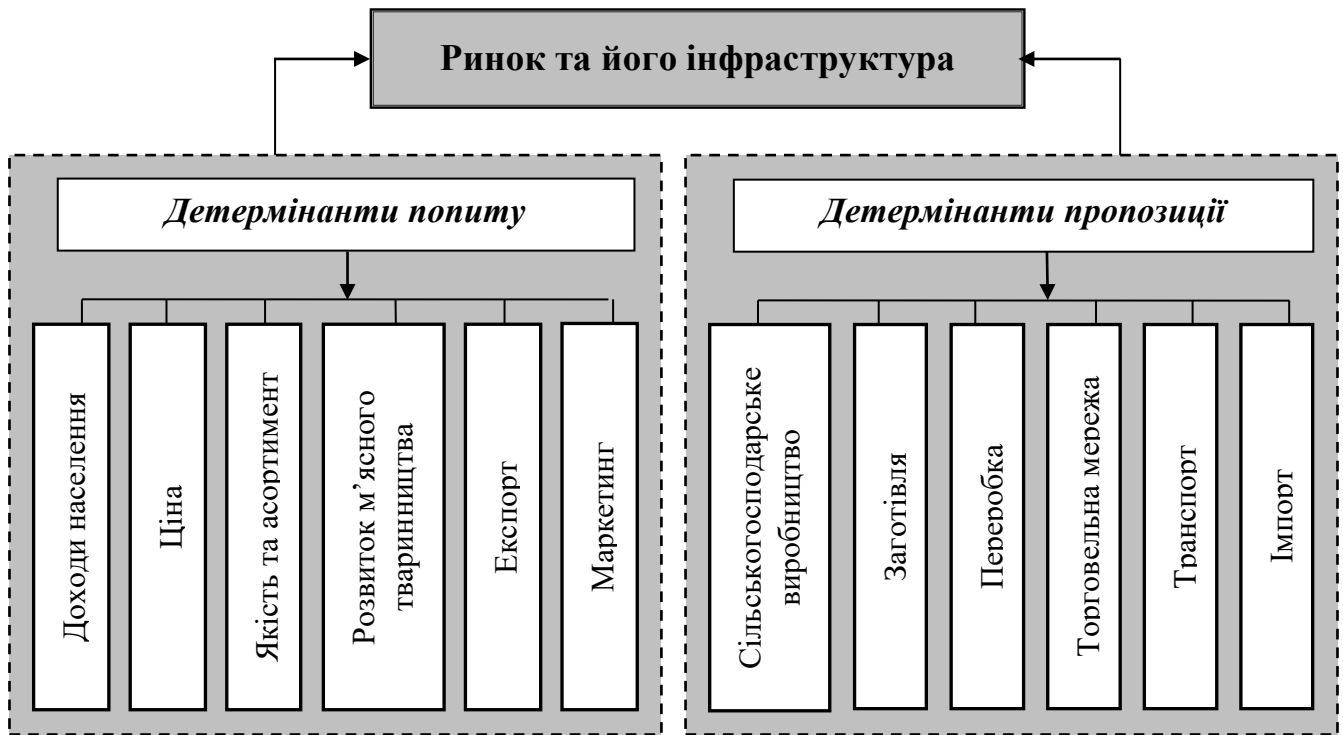 Ринок та його інфраструктура
Детермінанти попиту
Доходи населення
Ціна
Якість та асортимент
Розвиток м’ясного
тваринництва
Експорт
Маркетинг
Детермінанти пропозиції
Сільськогосподарське
виробництво
Заготівля
Переробка
Торговельна мережа
Транспорт
Імпорт